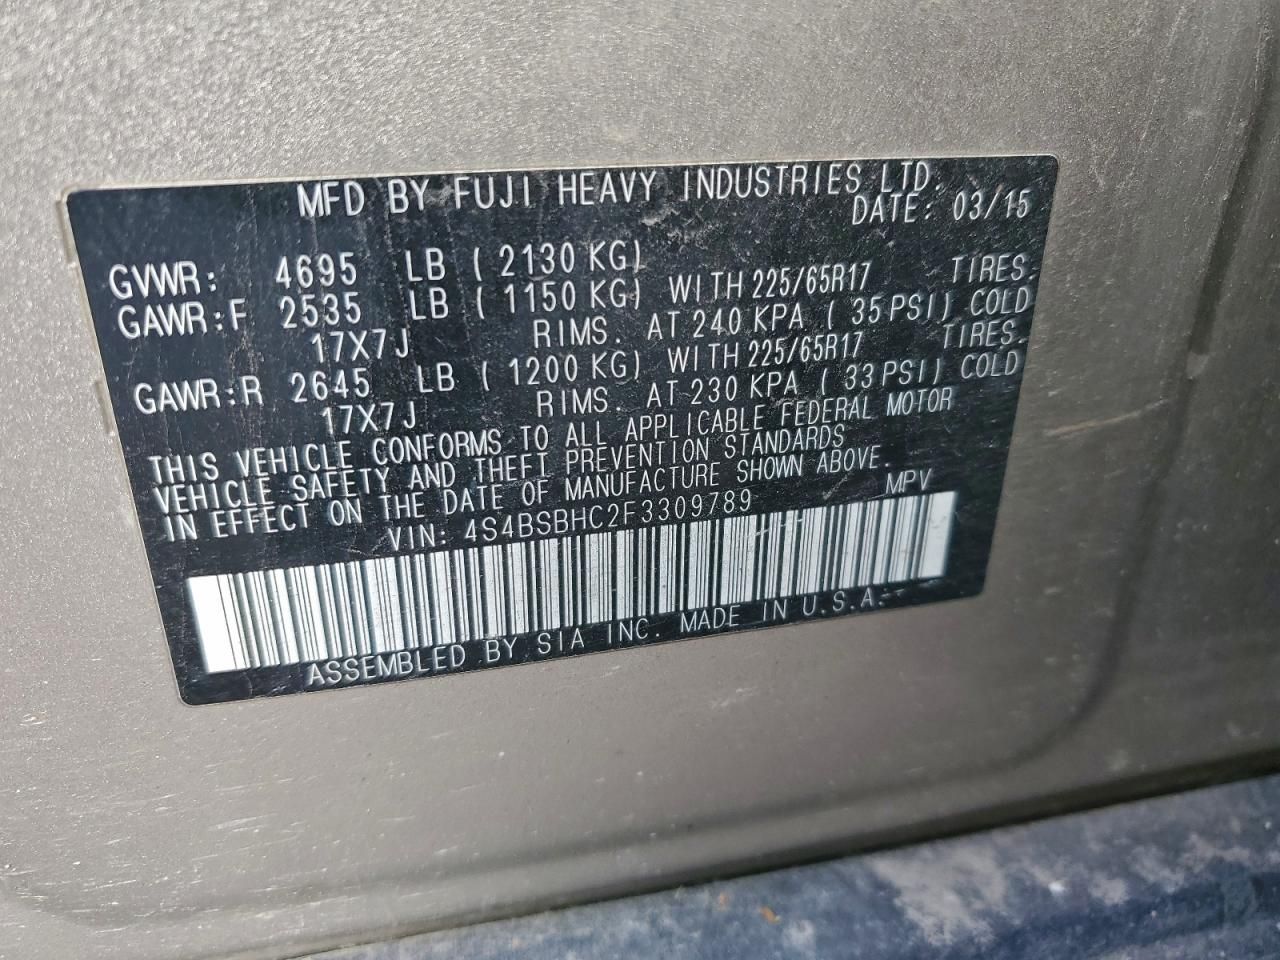 MFD BY FUJI HEAVY INDUSTRIES LTD.
DATE: 03/15
GVWR: 4695 LB ( 2130 KG)
GAWR:F 2535 LB ( 1150 KG) WITH 225/65R17 TIRES.
17X7J RIMS. AT 240 KPA ( 35 PSI) COLD
GAWR:R 2645 LB ( 1200 KG) WITH 225/65R17 TIRES.
17X7J RIMS. AT 230 KPA ( 33 PSI) COLD
THIS VEHICLE CONFORMS TO ALL APPLICABLE FEDERAL MOTOR
VEHICLE SAFETY AND THEFT PREVENTION STANDARDS
IN EFFECT ON THE DATE OF MANUFACTURE SHOWN ABOVE.
VIN: 4S4BSBHC2F3309789 MPV
ASSEMBLED BY SIA INC. MADE IN U.S.A.